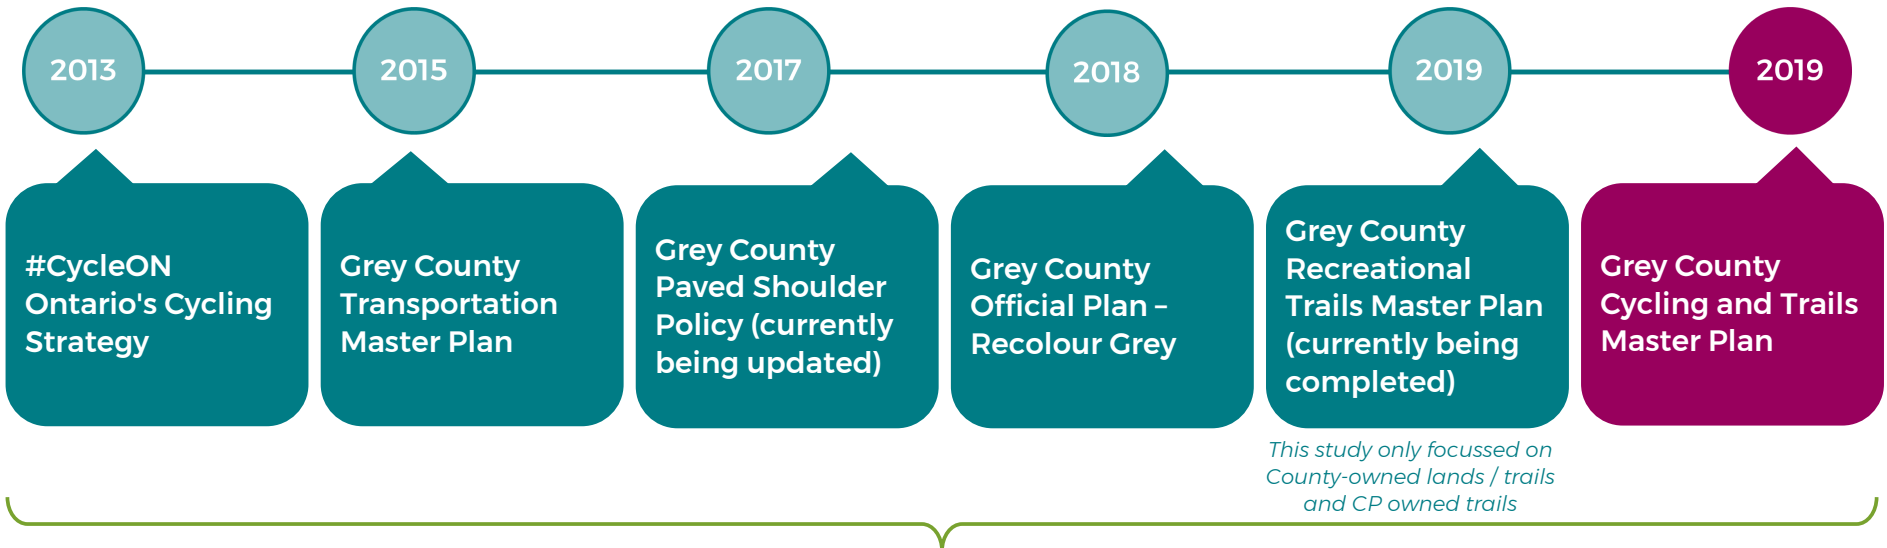 2013
2015
2017
2018
2019
2019
#CycleON
Ontario's Cycling
Strategy
Grey County
Transportation
Master Plan
Grey County
Paved Shoulder
Policy (currently
being updated)
Grey County
Official Plan –
Recolour Grey
Grey County
Recreational
Trails Master Plan
(currently being
completed)
Grey County
Cycling and Trails
Master Plan
This study only focussed on
County-owned lands / trails
and CP owned trails